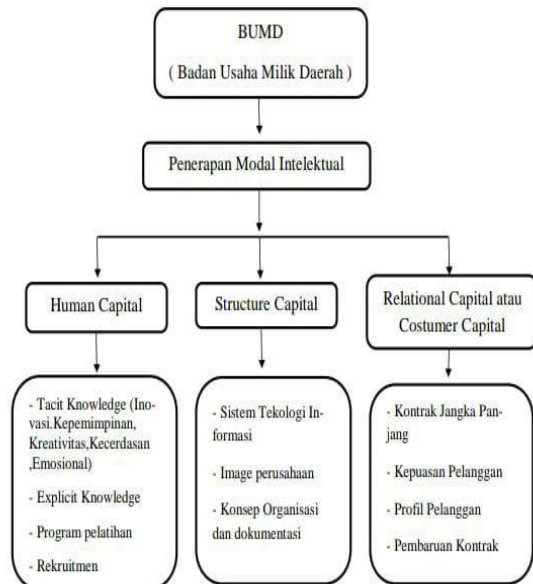 BUMD
( Badan Usaha Milik Daerah )
Penerapan Modal Intelektual
Human Capital
Structure Capital
Relational Capital atau
Costumer Capital
- Tacit Knowledge (Ino-
vasi.Kepemimpinan,
Kreativitas,Kecerdasan
,Emosional)
- Explicit Knowledge
- Program pelatihan
- Rekruitmen
- Sistem Tekologi In-
formasi
- Image perusahaan
- Konsep Organisasi
dan dokumentasi
- Kontrak Jangka Pan-
jang
- Kepuasan Pelanggan
- Profil Pelanggan
- Pembaruan Kontrak